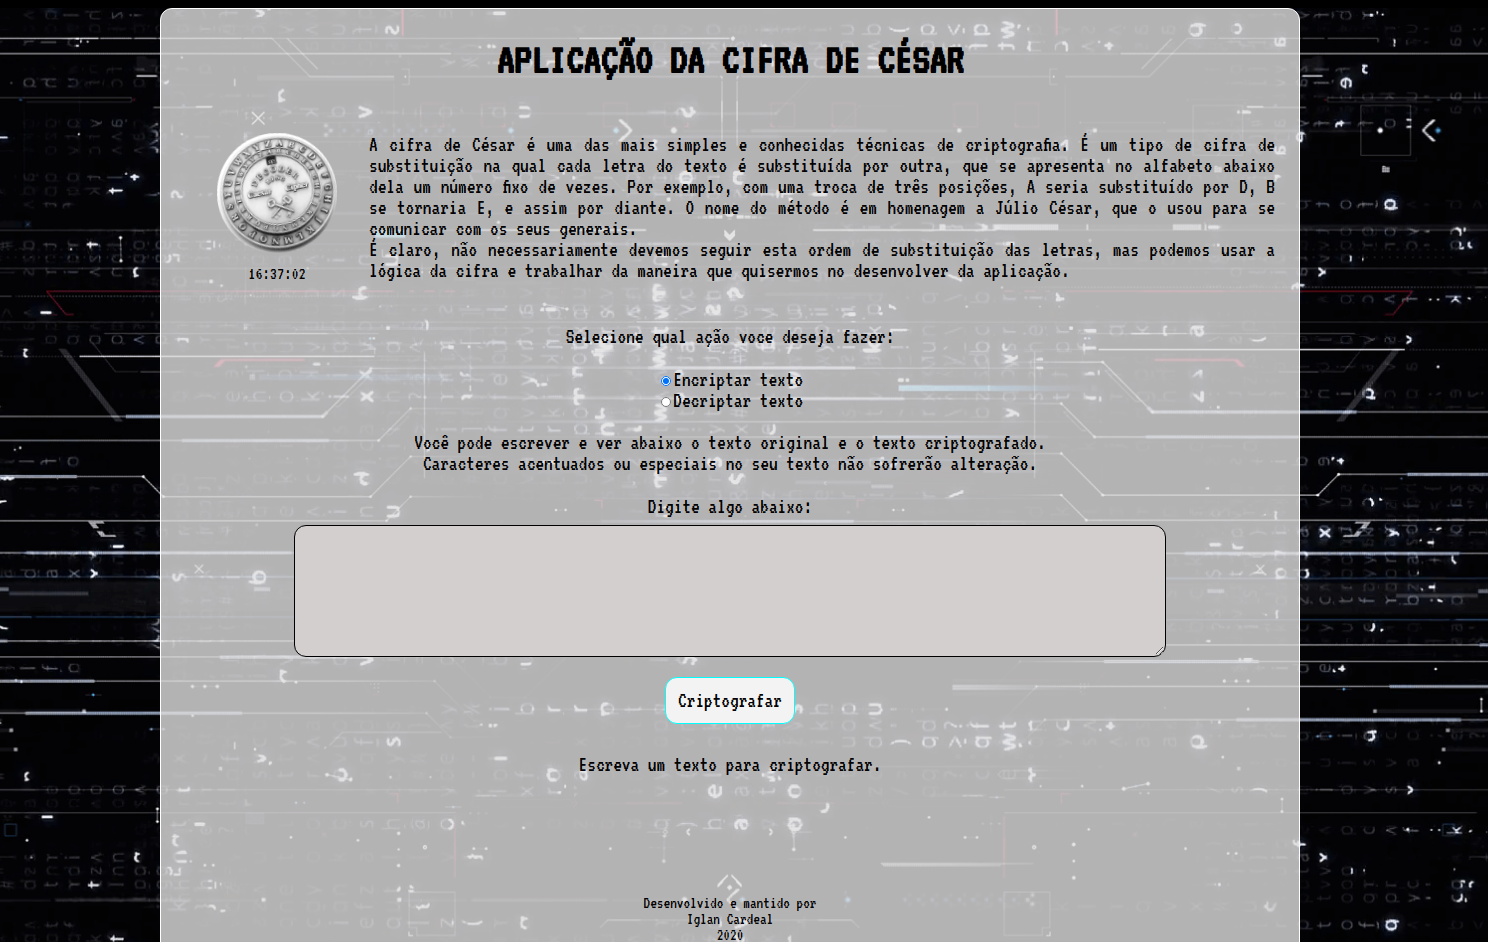 APLICAÇÃO DA CIFRA DE CÉSAR
A cifra de César é uma das mais simples e conhecidas técnicas de criptografia. É um tipo de cifra de
substituição na qual cada letra do texto é substituída por outra, que se apresenta no alfabeto abaixo
dela um número fixo de vezes. Por exemplo, com uma troca de três posições, A seria substituído por D, B
se tornaria E, e assim por diante. O nome do método é em homenagem a Júlio César, que o usou para se
comunicar com os seus generais.
É claro, não necessariamente devemos seguir esta ordem de substituição das letras, mas podemos usar a
lógica da cifra e trabalhar da maneira que quisermos no desenvolver da aplicação.
16:37:02
Selecione qual ação voce deseja fazer:
Encriptar texto
Decriptar texto
Você pode escrever e ver abaixo o texto original e o texto criptografado.
Caracteres acentuados ou especiais no seu texto não sofrerão alteração.
Digite algo abaixo:
Criptografar
Escreva um texto para criptografar.
Desenvolvido e mantido por
Iglan Cardeal
2020